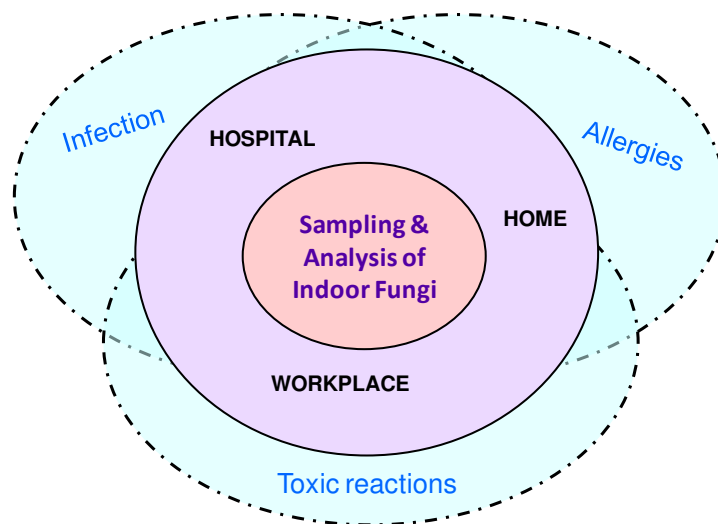 Infection
Allergies
HOSPITAL
HOME
Sampling &
Analysis of
Indoor Fungi
WORKPLACE
Toxic reactions